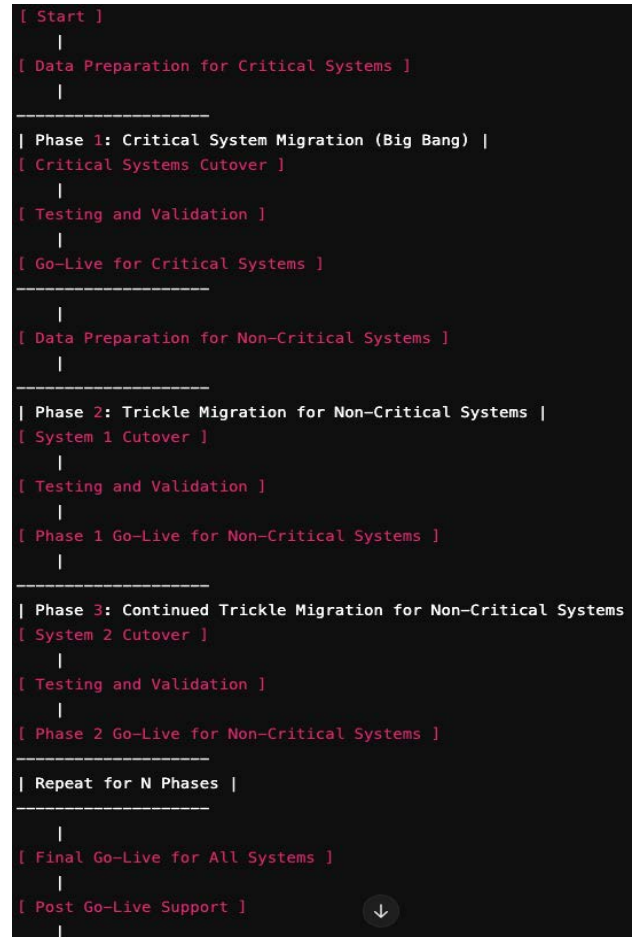 [ Start ]
|
[ Data Preparation for Critical Systems ]
|
--------------------
| Phase 1: Critical System Migration (Big Bang) |
[ Critical Systems Cutover ]
|
[ Testing and Validation ]
|
[ Go-Live for Critical Systems ]
--------------------
|
[ Data Preparation for Non-Critical Systems ]
|
--------------------
| Phase 2: Trickle Migration for Non-Critical Systems |
[ System 1 Cutover ]
|
[ Testing and Validation ]
|
[ Phase 1 Go-Live for Non-Critical Systems ]
|
--------------------
| Phase 3: Continued Trickle Migration for Non-Critical Systems
[ System 2 Cutover ]
|
[ Testing and Validation ]
|
[ Phase 2 Go-Live for Non-Critical Systems ]
--------------------
| Repeat for N Phases |
--------------------
|
[ Final Go-Live for All Systems ]
|
[ Post Go-Live Support ]
|